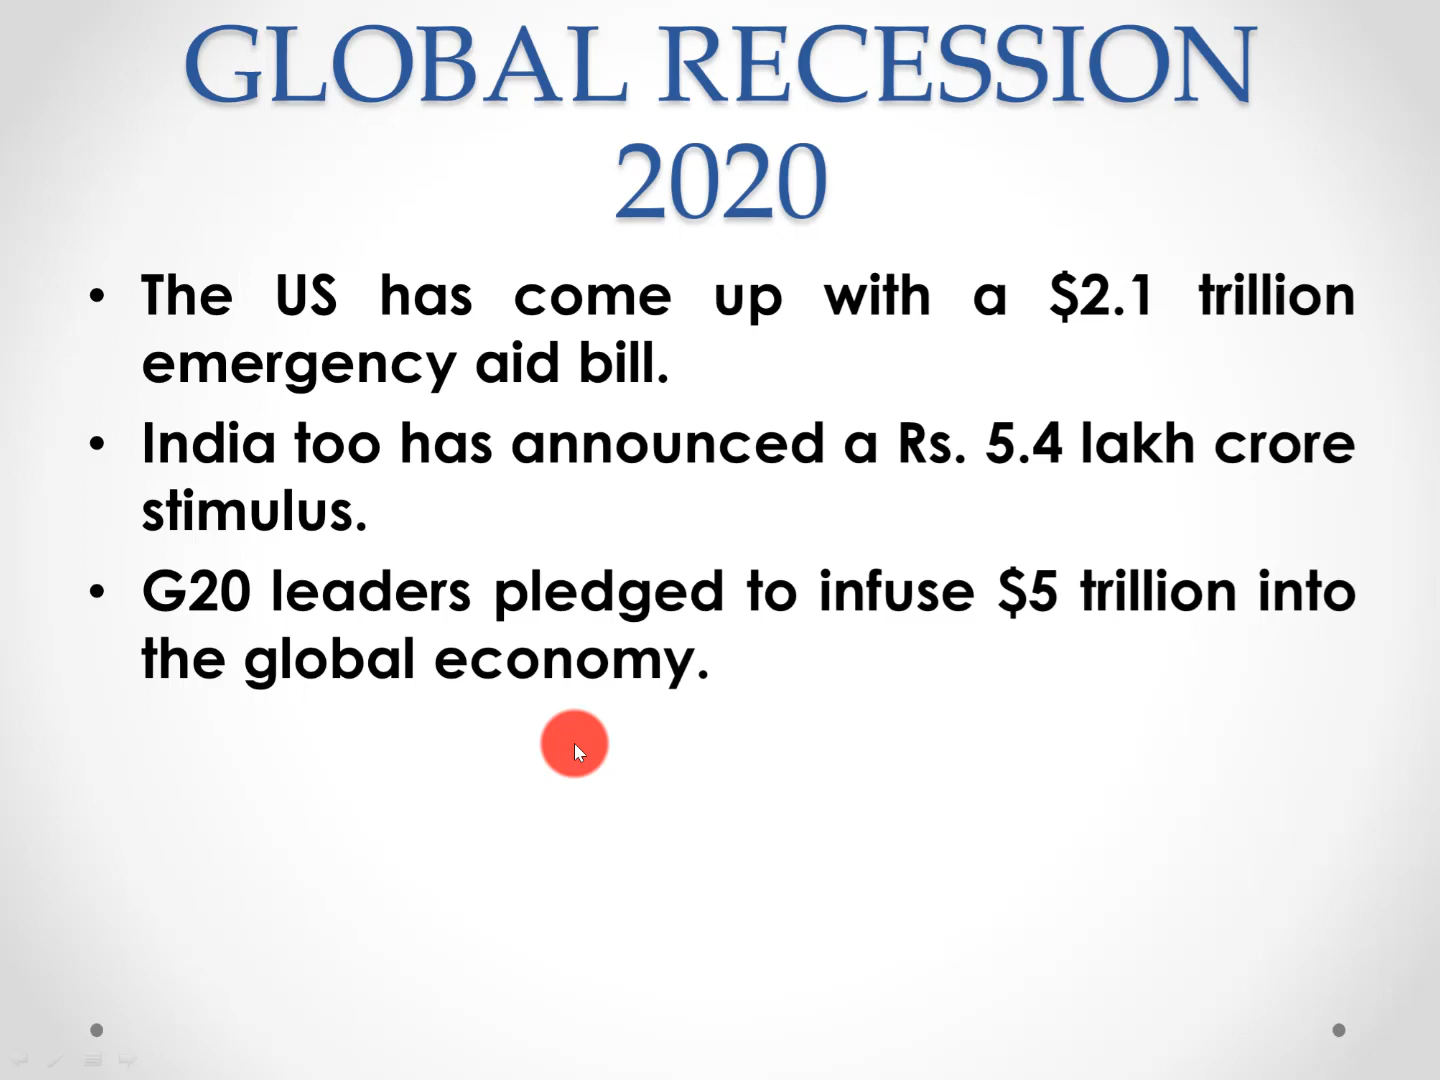 GLOBAL RECESSION
2020
• The US has come up with a $2.1 trillion
emergency aid bill.
• India too has announced a Rs. 5.4 lakh crore
stimulus.
• G20 leaders pledged to infuse $5 trillion into
the global economy.